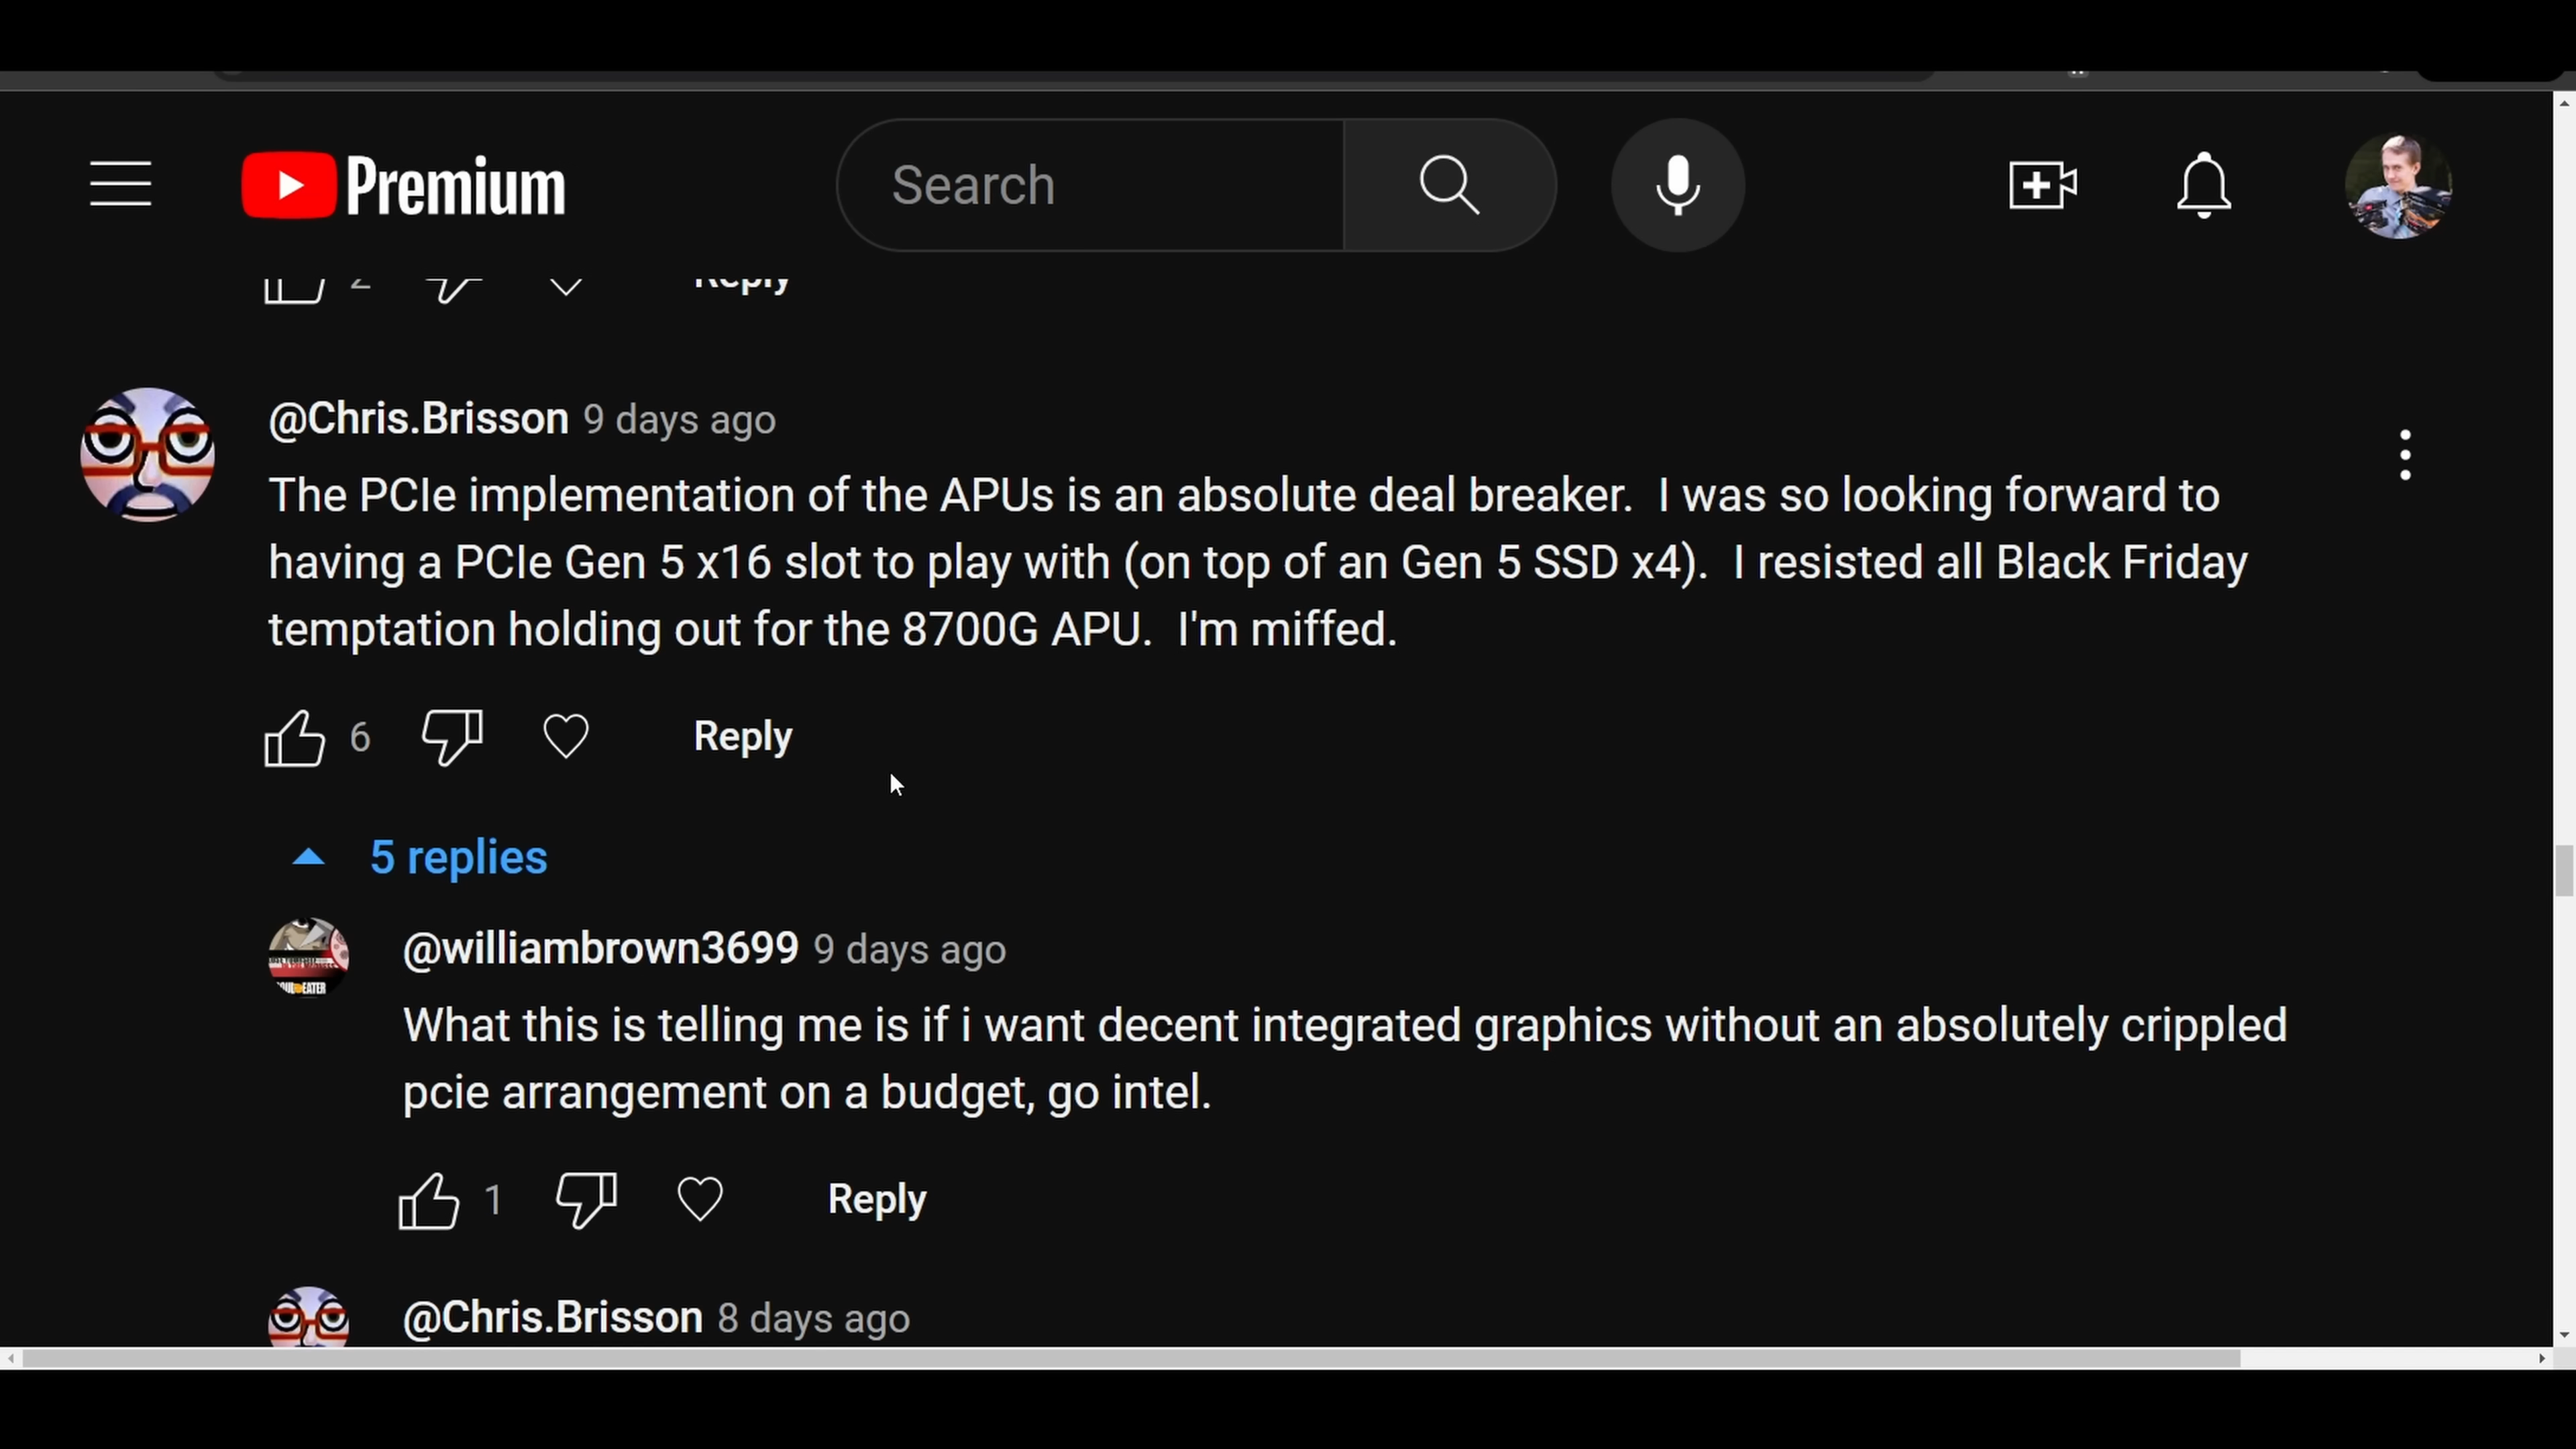 Premium
Search
2
Reply
@Chris.Brisson 9 days ago
The PCIe implementation of the APUs is an absolute deal breaker.  I was so looking forward to
having a PCIe Gen 5 x16 slot to play with (on top of an Gen 5 SSD x4).  I resisted all Black Friday
temptation holding out for the 8700G APU.  I'm miffed.
6
Reply
5 replies
@williambrown3699 9 days ago
What this is telling me is if i want decent integrated graphics without an absolutely crippled
pcie arrangement on a budget, go intel.
1
Reply
@Chris.Brisson 8 days ago